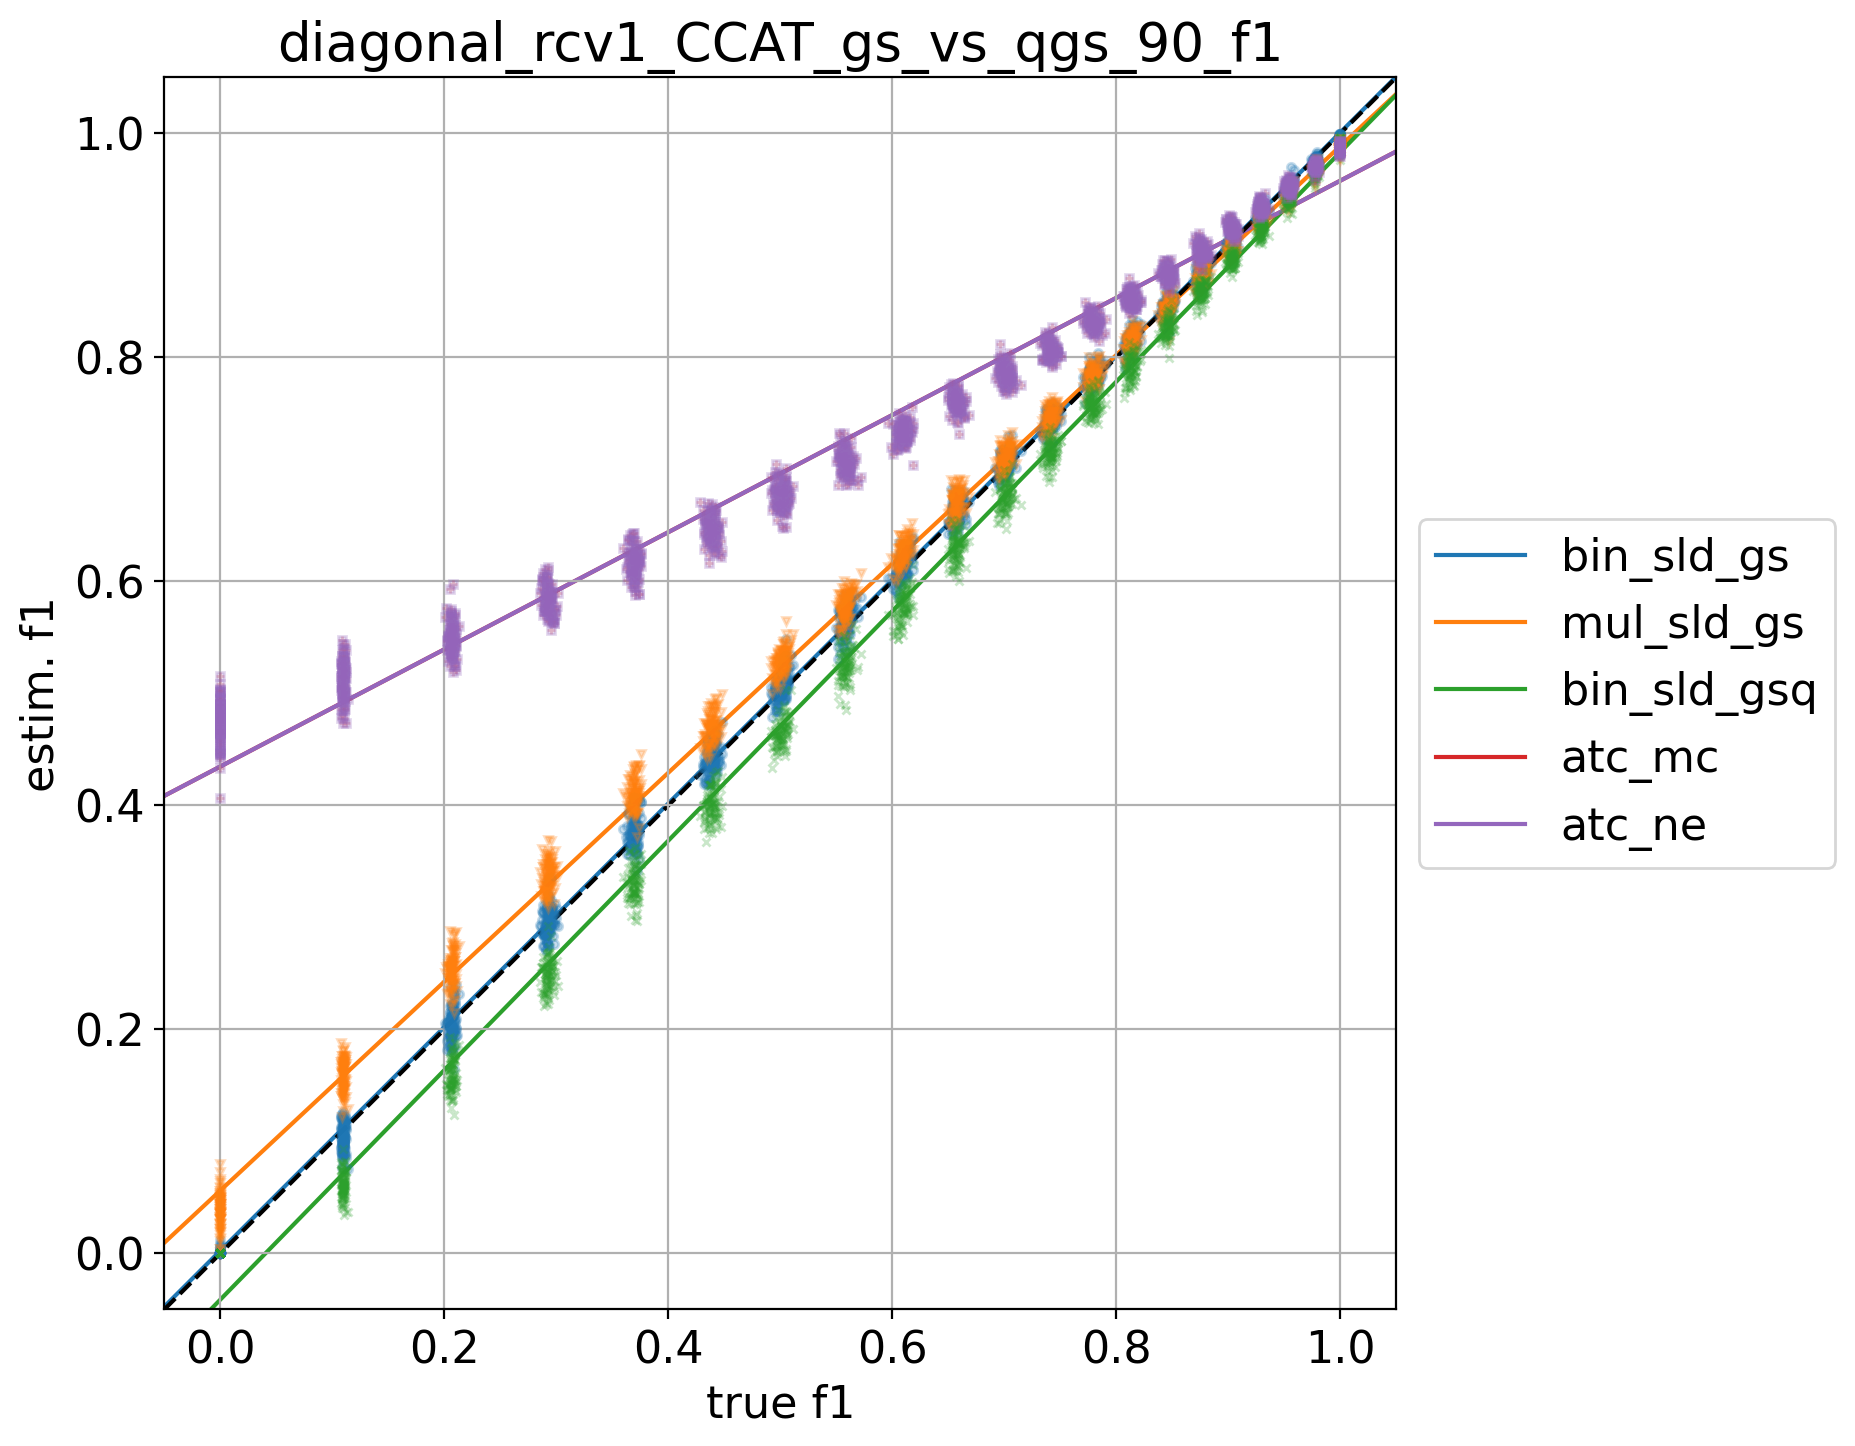 diagonal_rcv1_CCAT_gs_vs_qgs_90_f1
1.0
0.8
0.6
0.4
0.2
0.0
estim. f1
0.0 0.2 0.4 0.6 0.8 1.0
true f1
bin_sld_gs
mul_sld_gs
bin_sld_gsq
atc_mc
atc_ne